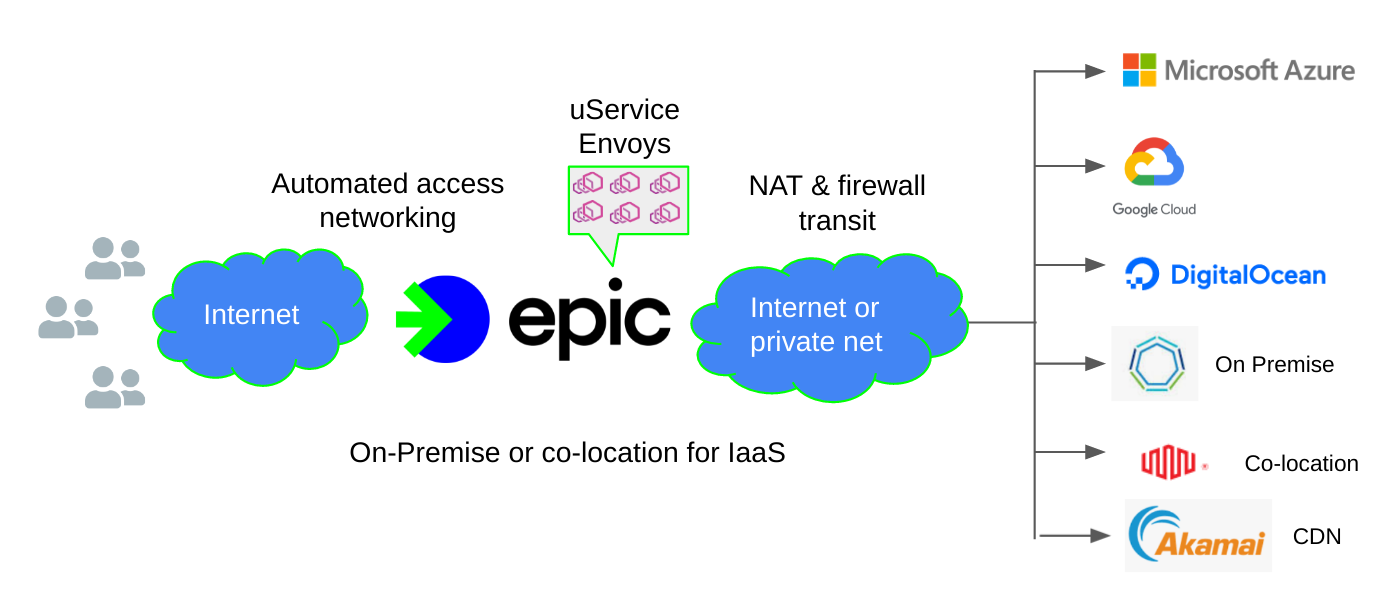 uService
Envoys
Automated access
networking
NAT & firewall
transit
Internet
epic
Internet or
private net
On-Premise or co-location for IaaS
Microsoft Azure
Google Cloud
DigitalOcean
On Premise
®
Co-location
Akamai
CDN